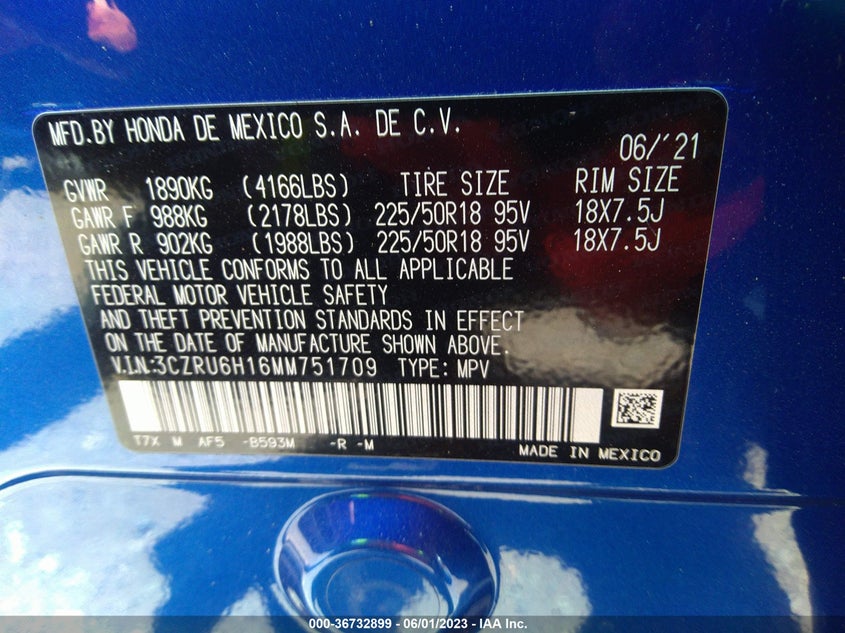 MFD.BY HONDA DE MEXICO S.A. DE C.V.
06/'21
GVWR 1890KG (4166LBS) TIRE SIZE RIM SIZE
GAWR F 988KG (2178LBS) 225/50R18 95V 18X7.5J
GAWR R 902KG (1988LBS) 225/50R18 95V 18X7.5J
THIS VEHICLE CONFORMS TO ALL APPLICABLE
FEDERAL MOTOR VEHICLE SAFETY
AND THEFT PREVENTION STANDARDS IN EFFECT
ON THE DATE OF MANUFACTURE SHOWN ABOVE.
V.I.N:3CZRU6H16MM751709 TYPE:MPV
T7X M AF5 -B593M -R -M
MADE IN MEXICO
000-36732899 - 06/01/2023 - IAA Inc.